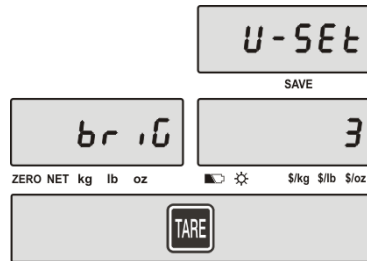 U-SEt
SAVE
briG 3
ZERO NET kg lb oz $/kg $/lb $/oz
TARE